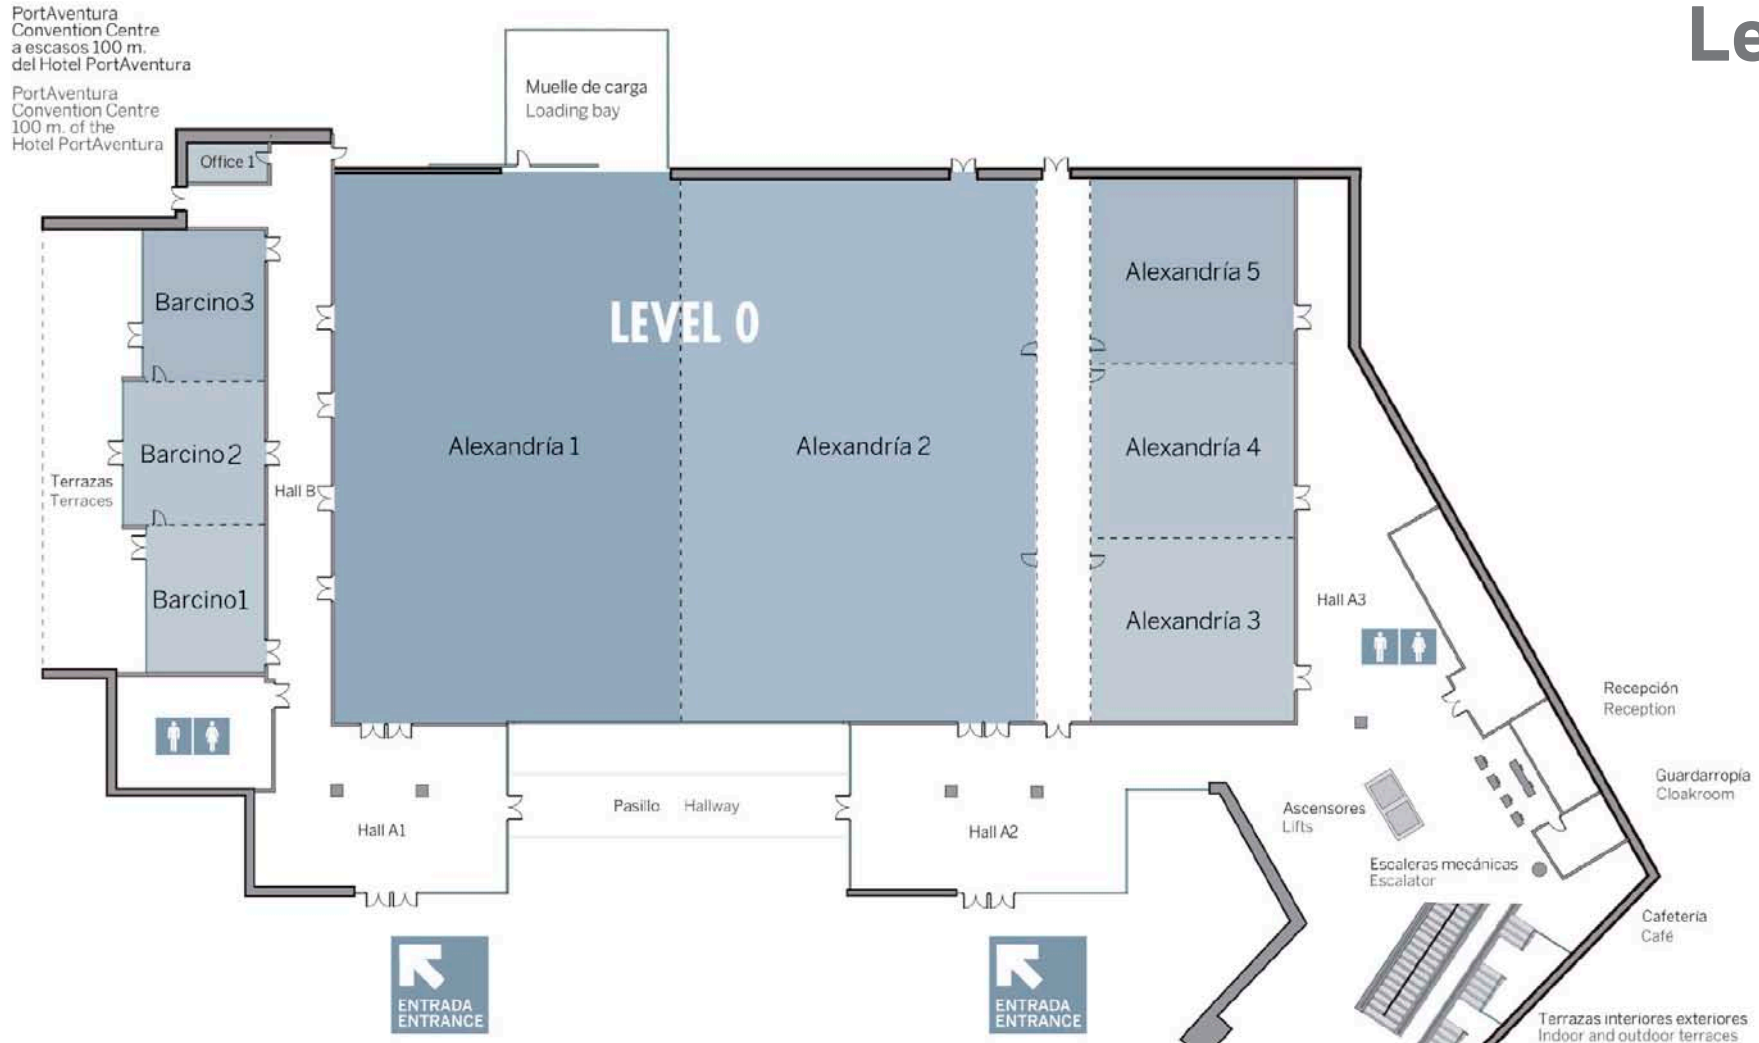 PortAventura
Convention Centre
a escasos 100 m.
del Hotel PortAventura
PortAventura
Convention Centre
100 m. of the
Hotel PortAventura
Le
Muelle de carga
Loading bay
Office 1
Barcino3
LEVEL 0
Alexandría 5
Barcino2
Alexandría 1
Alexandría 2
Alexandría 4
Terrazas
Terraces
Hall B
Barcino1
Alexandría 3
Hall A3
Recepción
Reception
Guardarropía
Cloakroom
Pasillo Hallway
Hall A1
Hall A2
Ascensores
Lifts
Escaleras mecánicas
Escalator
Cafetería
Café
ENTRADA
ENTRANCE
ENTRADA
ENTRANCE
Terrazas interiores exteriores
Indoor and outdoor terraces